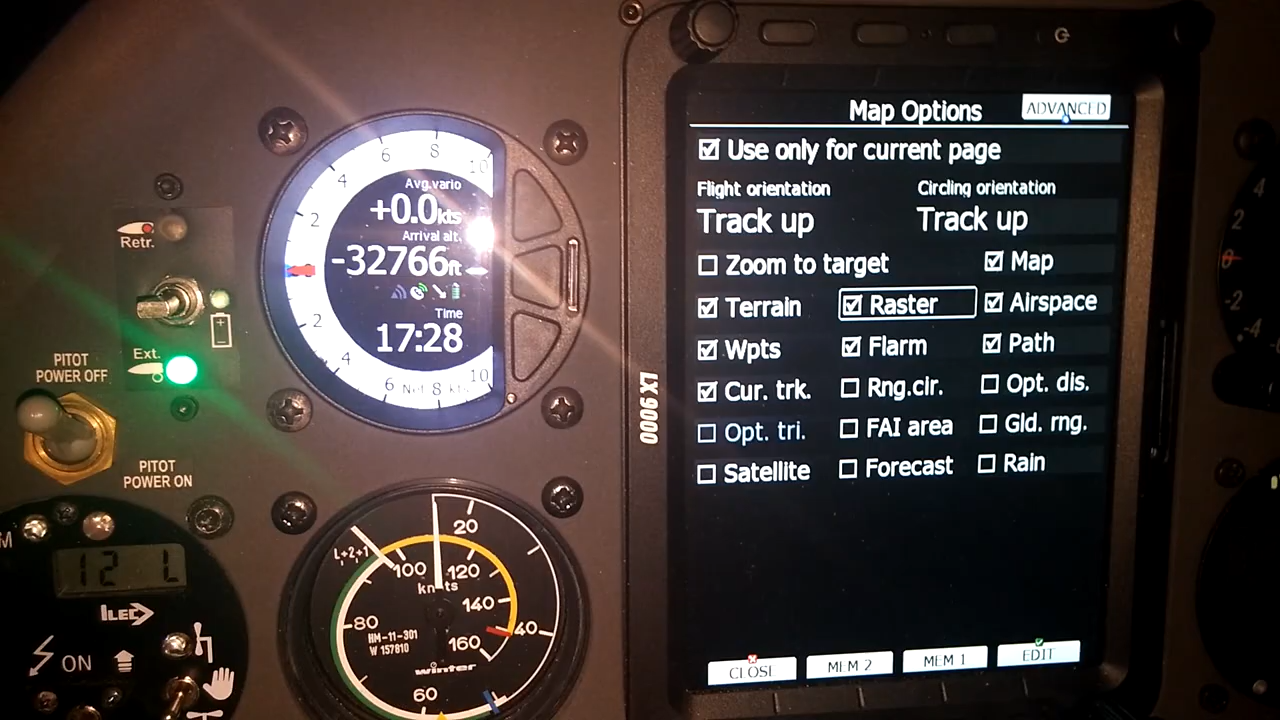 Retr.
Ext.
PITOT
POWER OFF
PITOT
POWER ON
M
12 L
ILEC
ON
6 8 10
4
2
2
4
6 8 10
Avg.vario
+0.0kts
Arrival alt.
-32766ft
Time
17:28
L+2+1
20
100
120
knots
140
40
160
80
60
HM-11-301
W 157810
winter
LX9000
Map Options
ADVANCED
Use only for current page
Flight orientation
Circling orientation
Track up
Track up
Zoom to target
Map
Terrain
Raster
Airspace
Wpts
Flarm
Path
Cur. trk.
Rng.cir.
Opt. dis.
Opt. tri.
FAI area
Gld. rng.
Satellite
Forecast
Rain
CLOSE
MEM 2
MEM 1
EDIT
4
2
0
-2
-4